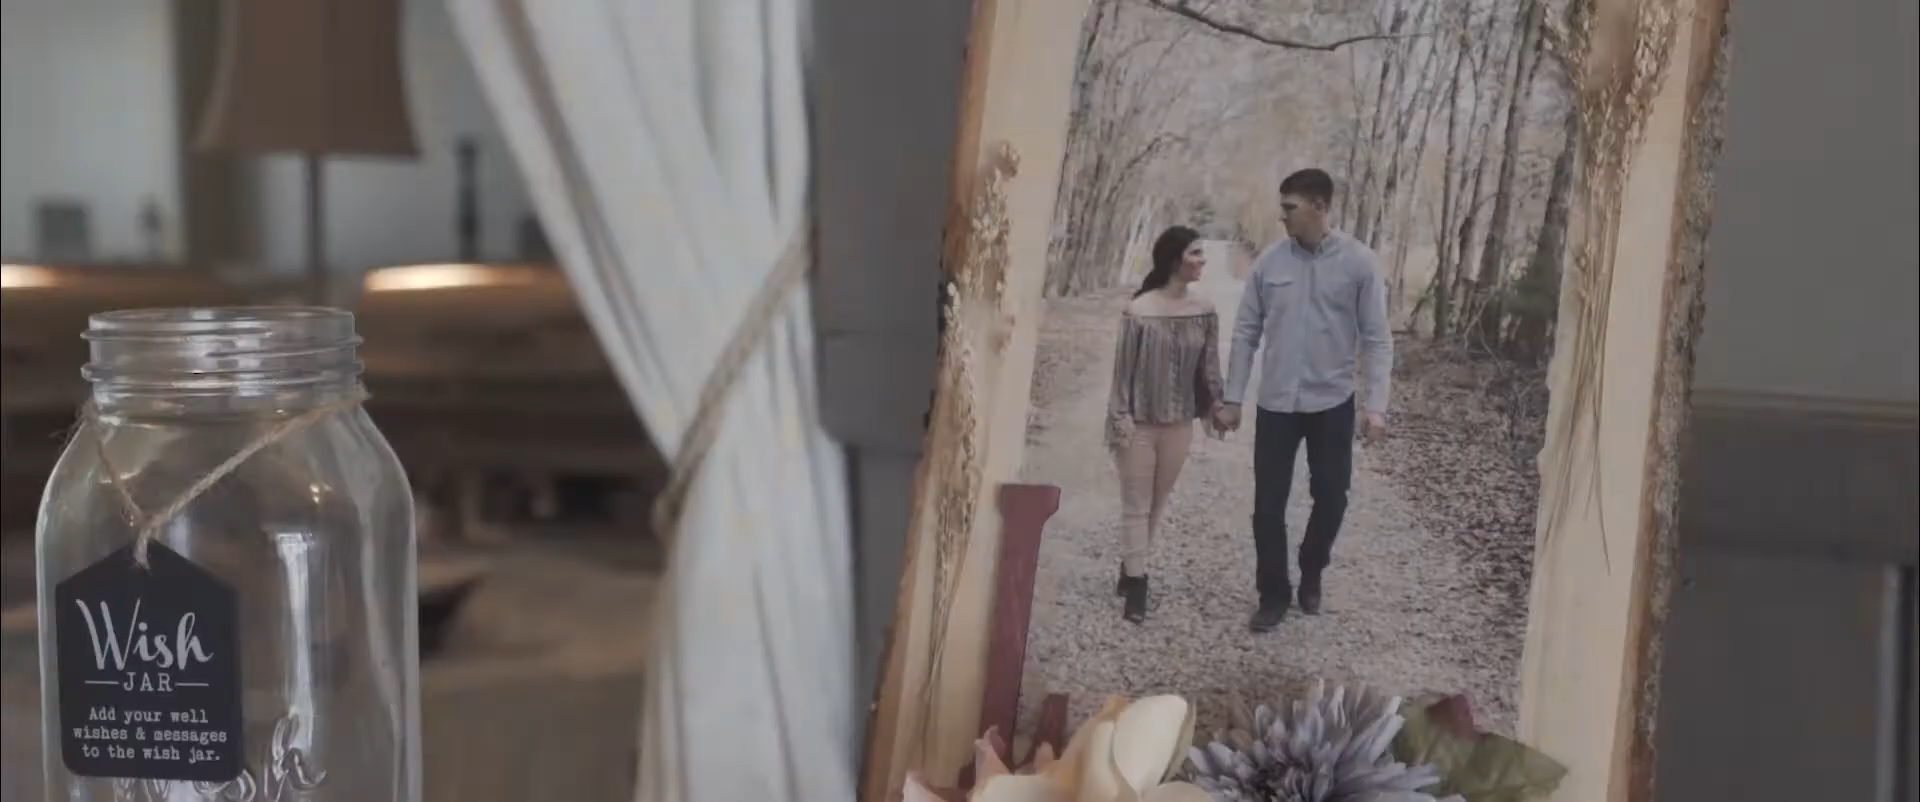 Wish
JAR
Add your well
wishes & messages
to the wish jar.
L